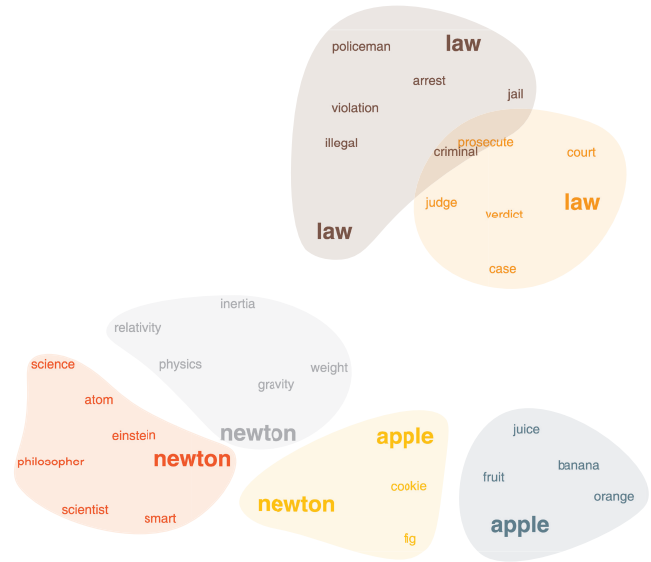 policeman
law
arrest
jail
violation
illegal
criminal
law
prosecute
court
judge
law
verdict
case
inertia
relativity
physics
weight
gravity
newton
science
atom
einstein
philosopher
newton
scientist
smart
apple
cookie
newton
fig
juice
banana
fruit
orange
apple